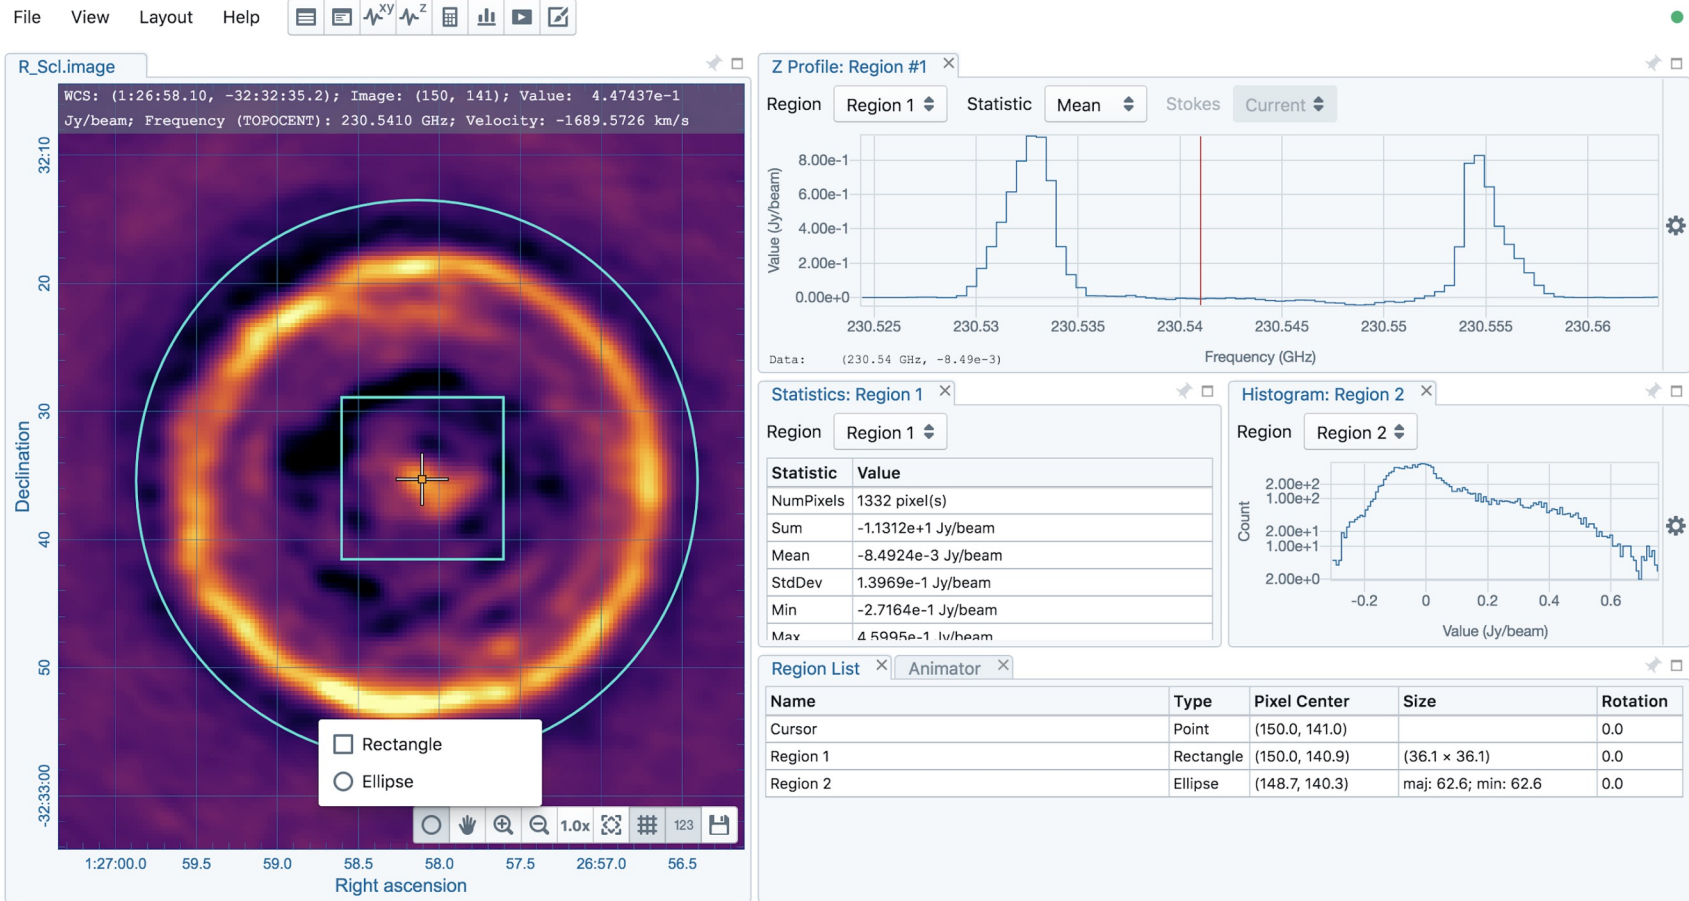 File View Layout Help
xy z
R_Scl.image
WCS: (1:26:58.10, -32:32:35.2); Image: (150, 141); Value: 4.47437e-1
Jy/beam; Frequency (TOPOCENT): 230.5410 GHz; Velocity: -1689.5726 km/s
32:10
20
30
40
50
-32:33:00
Declination
Rectangle
Ellipse
1.0x 123
1:27:00.0 59.5 59.0 58.5 58.0 57.5 26:57.0 56.5
Right ascension
Z Profile: Region #1
Region Region 1 Statistic Mean Stokes Current
Value (Jy/beam)
8.00e-1
6.00e-1
4.00e-1
2.00e-1
0.00e+0
230.525 230.53 230.535 230.54 230.545 230.55 230.555 230.56
Data: (230.54 GHz, -8.49e-3)
Frequency (GHz)
Statistics: Region 1
Region Region 1
Statistic Value
NumPixels 1332 pixel(s)
Sum -1.1312e+1 Jy/beam
Mean -8.4924e-3 Jy/beam
StdDev 1.3969e-1 Jy/beam
Min -2.7164e-1 Jy/beam
Max 4.5995e-1 Jy/beam
Histogram: Region 2
Region Region 2
Count
2.00e+2
1.00e+2
2.00e+1
1.00e+1
2.00e+0
-0.2 0 0.2 0.4 0.6
Value (Jy/beam)
Region List Animator
Name Type Pixel Center Size Rotation
Cursor Point (150.0, 141.0) 0.0
Region 1 Rectangle (150.0, 140.9) (36.1 × 36.1) 0.0
Region 2 Ellipse (148.7, 140.3) maj: 62.6; min: 62.6 0.0